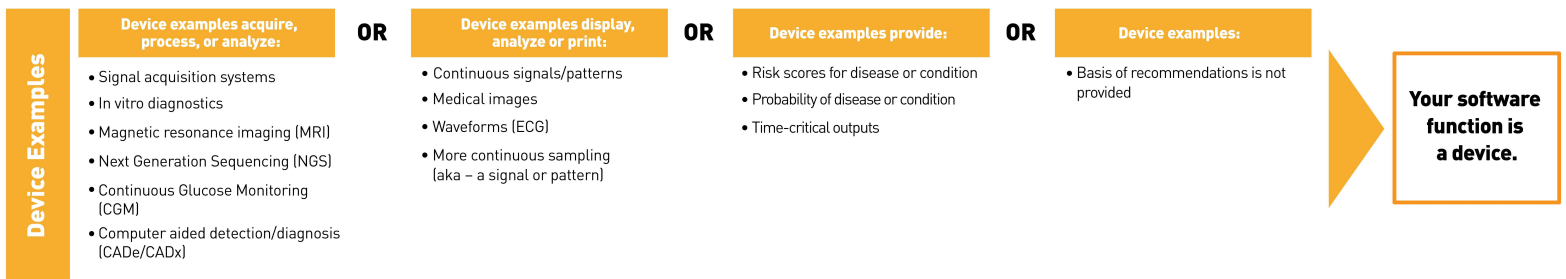 Device Examples
Device examples acquire,
process, or analyze:
• Signal acquisition systems
• In vitro diagnostics
• Magnetic resonance imaging (MRI)
• Next Generation Sequencing (NGS)
• Continuous Glucose Monitoring
(CGM)
• Computer aided detection/diagnosis
(CADe/CADx)
OR
Device examples display,
analyze or print:
• Continuous signals/patterns
• Medical images
• Waveforms (ECG)
• More continuous sampling
(aka – a signal or pattern)
OR
Device examples provide:
• Risk scores for disease or condition
• Probability of disease or condition
• Time-critical outputs
OR
Device examples:
• Basis of recommendations is not
provided
Your software
function is
a device.